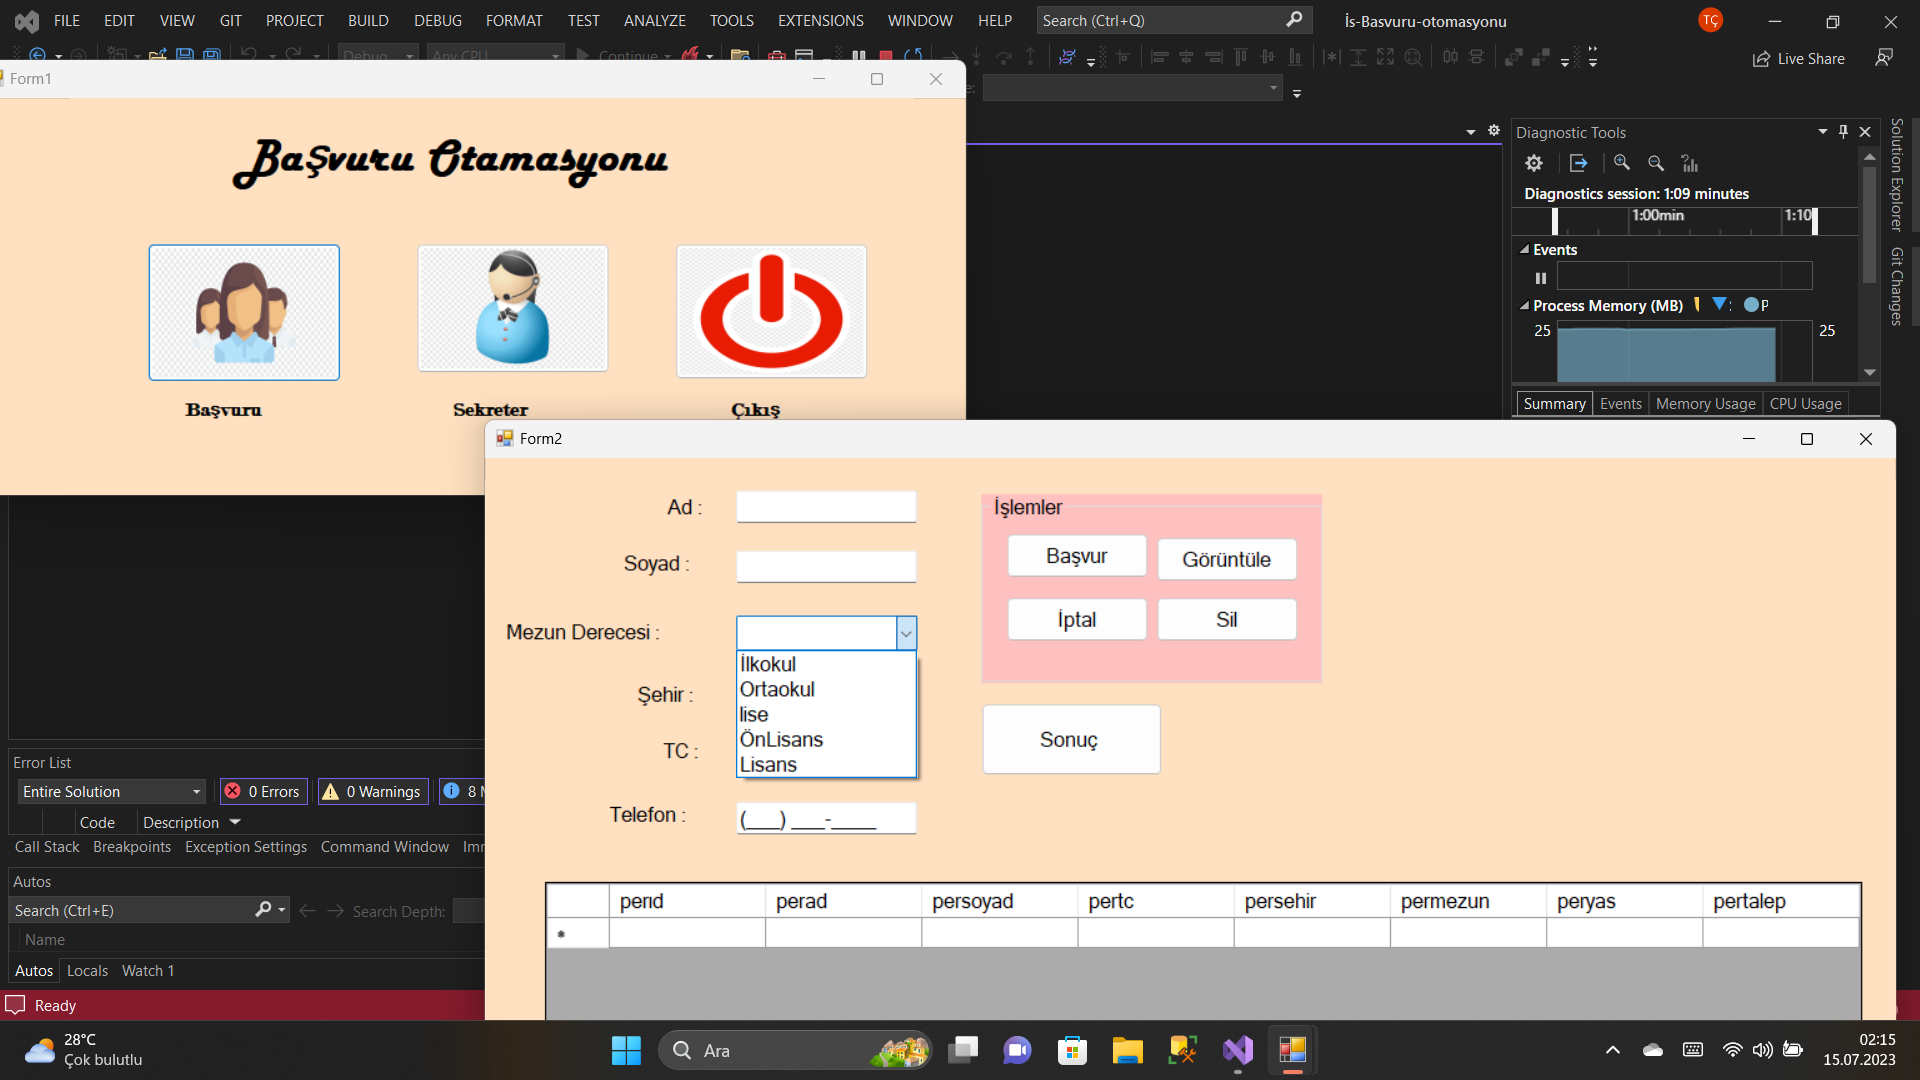 FILE EDIT VIEW GIT PROJECT BUILD DEBUG FORMAT TEST ANALYZE TOOLS EXTENSIONS WINDOW HELP Search (Ctrl+Q) İs-Basvuru-otomasyonu TÇ
Debug Any CPU Continue Live Share
Form1
Başvuru Otamasyonu
Başvuru Sekreter Çıkış
Diagnostic Tools
Diagnostics session: 1:09 minutes
1:00min 1:10
Events
Process Memory (MB) P
25 25
Summary Events Memory Usage CPU Usage
Solution Explorer
Git Changes
Form2
Ad :
Soyad :
Mezun Derecesi :
İlkokul
Ortaokul
lise
ÖnLisans
Lisans
Şehir :
TC :
Telefon : (___) ___-____
İşlemler
Başvur Görüntüle
İptal Sil
Sonuç
perıd perad persoyad pertc persehir permezun peryas pertalep
*
Error List
Entire Solution 0 Errors 0 Warnings 8 M
Code Description
Call Stack Breakpoints Exception Settings Command Window Imr
Autos
Search (Ctrl+E) Search Depth:
Name
Autos Locals Watch 1
Ready
28°C
Çok bulutlu
Ara
02:15
15.07.2023